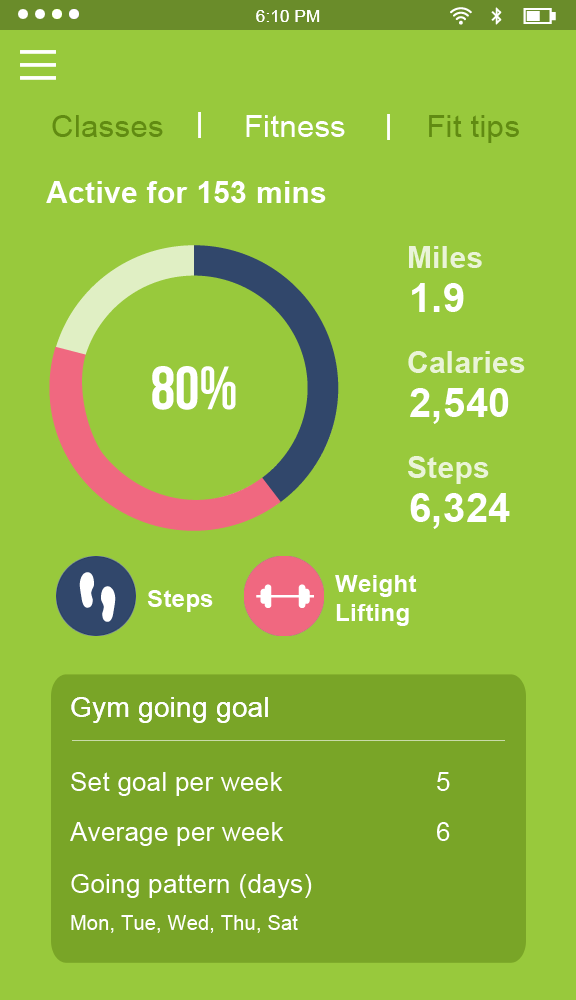 6:10 PM
Classes | Fitness | Fit tips
Active for 153 mins
80%
Miles
1.9
Calaries
2,540
Steps
6,324
Steps
Weight
Lifting
Gym going goal
Set goal per week 5
Average per week 6
Going pattern (days)
Mon, Tue, Wed, Thu, Sat